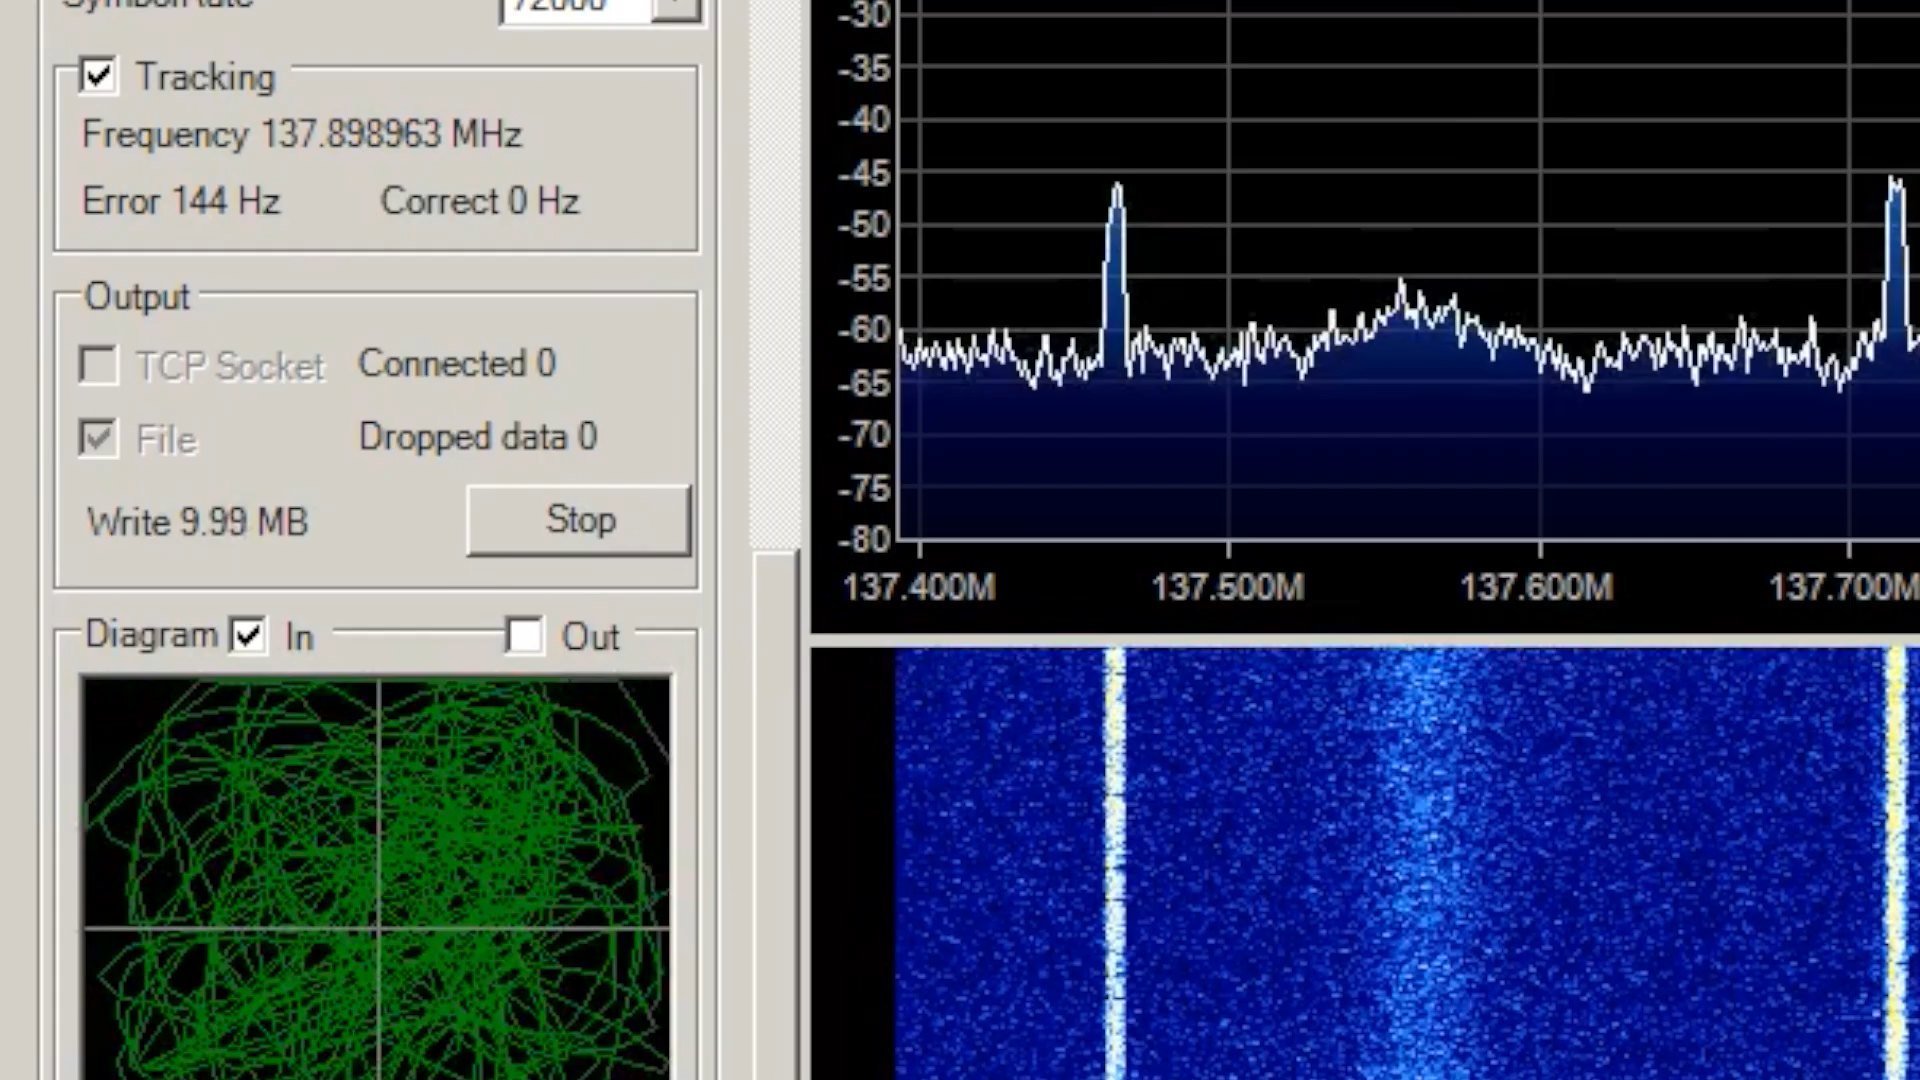 SymbolRate 72000
Tracking
Frequency 137.898963 MHz
Error 144 Hz Correct 0 Hz
Output
TCP Socket Connected 0
File Dropped data 0
Write 9.99 MB Stop
Diagram In Out
-30
-35
-40
-45
-50
-55
-60
-65
-70
-75
-80
137.400M 137.500M 137.600M 137.700M